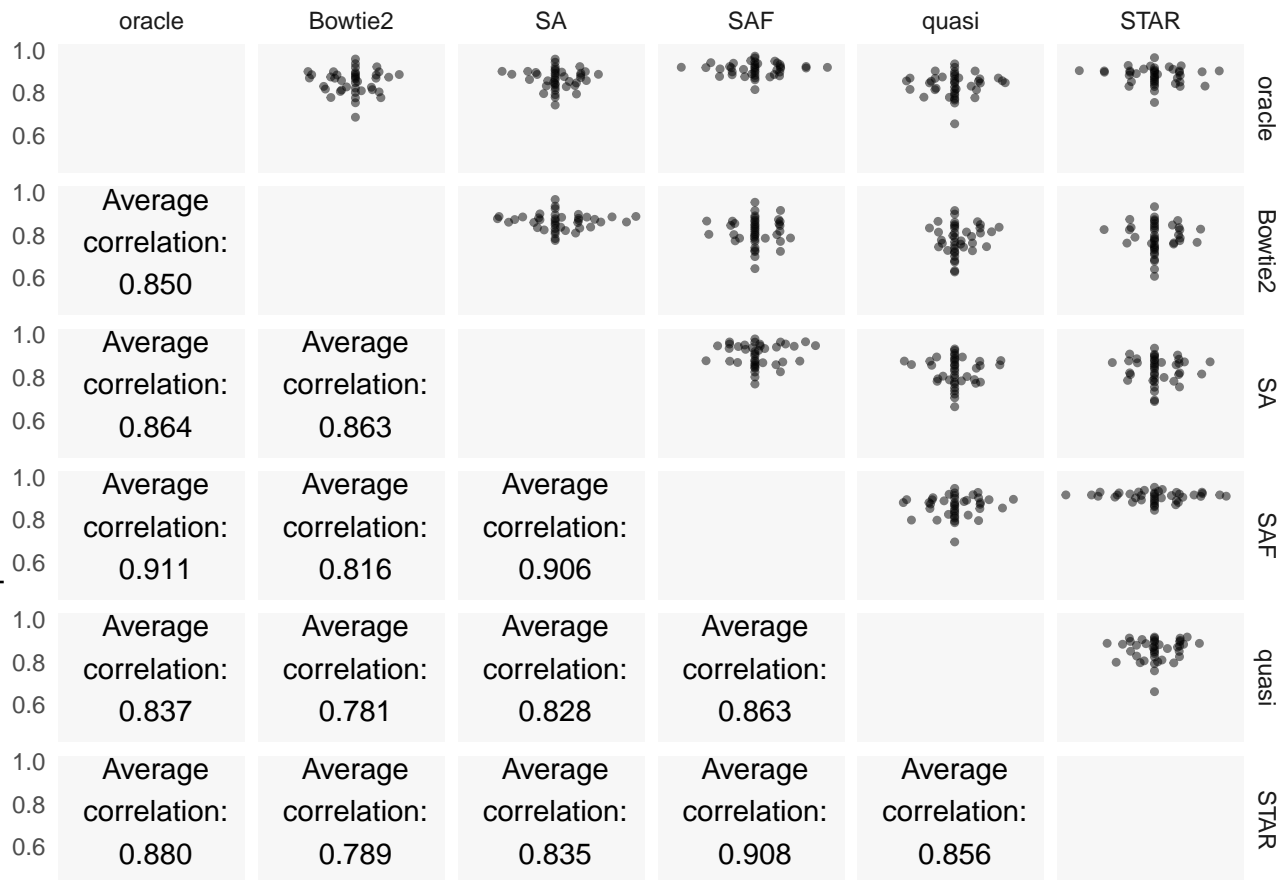 oracle Bowtie2 SA SAF quasi STAR
1.0
0.8
0.6
oracle
1.0
0.8
0.6
Average correlation: 0.850
Bowtie2
1.0
0.8
0.6
Average correlation: 0.864
Average correlation: 0.863
SA
1.0
0.8
0.6
Average correlation: 0.911
Average correlation: 0.816
Average correlation: 0.906
SAF
1.0
0.8
0.6
Average correlation: 0.837
Average correlation: 0.781
Average correlation: 0.828
Average correlation: 0.863
quasi
1.0
0.8
0.6
Average correlation: 0.880
Average correlation: 0.789
Average correlation: 0.835
Average correlation: 0.908
Average correlation: 0.856
STAR